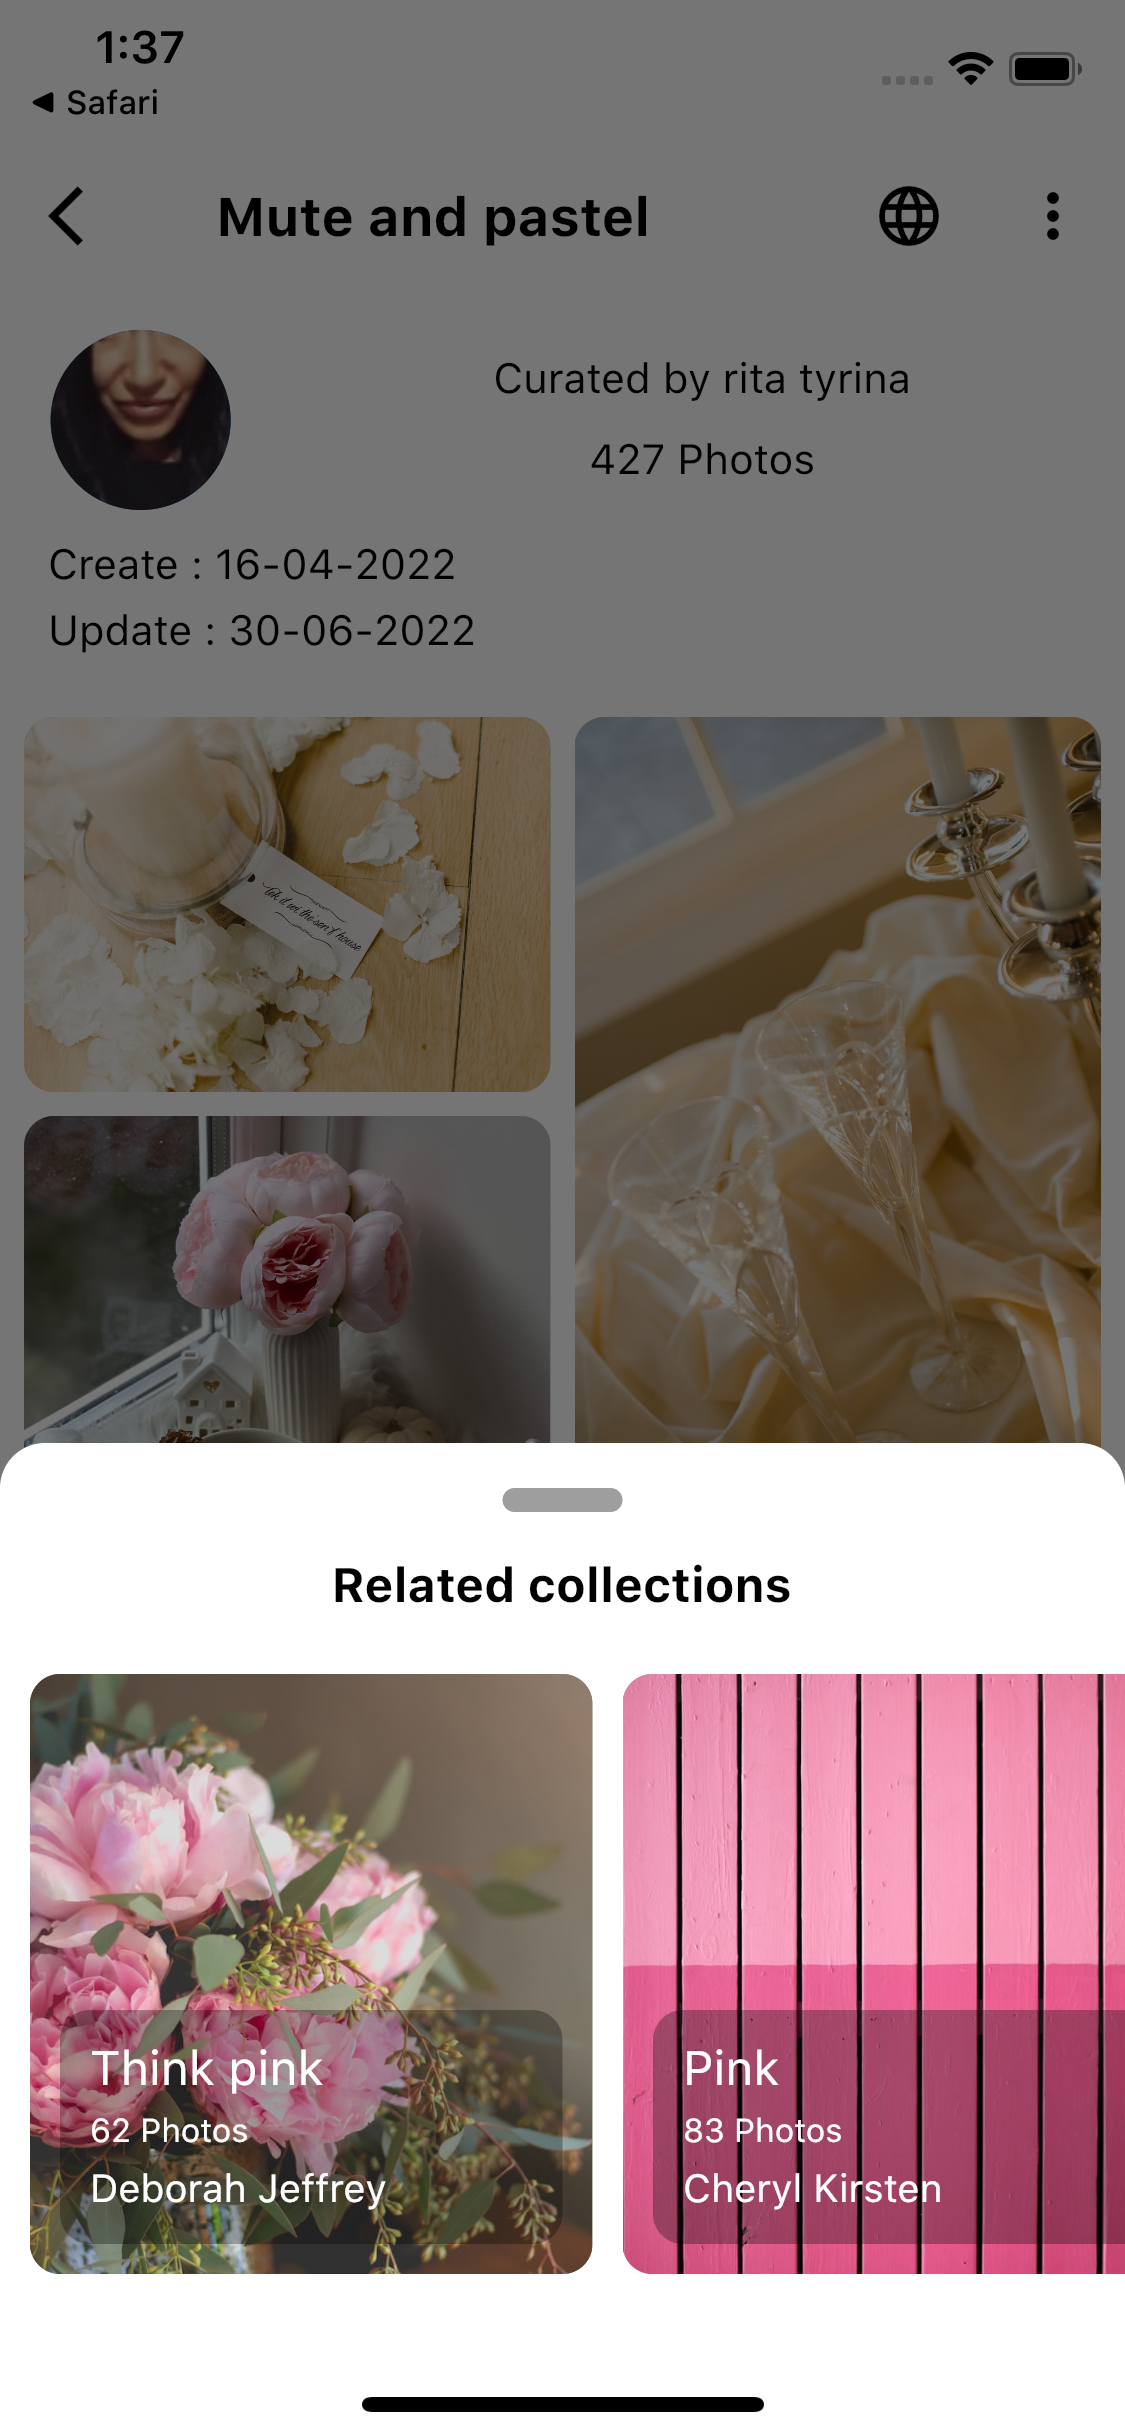 1:37
Safari
Mute and pastel
Curated by rita tyrina
427 Photos
Create : 16-04-2022
Update : 30-06-2022
house
Related collections
Think pink
62 Photos
Deborah Jeffrey
Pink
83 Photos
Cheryl Kirsten